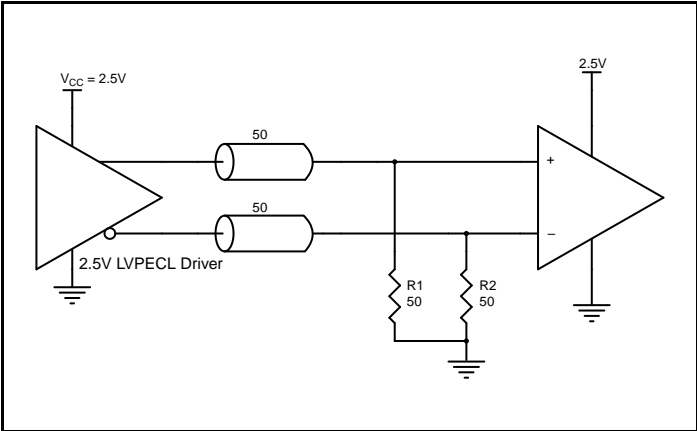 V_CC = 2.5V
2.5V
50
+
50
–
2.5V LVPECL Driver
R1
50
R2
50